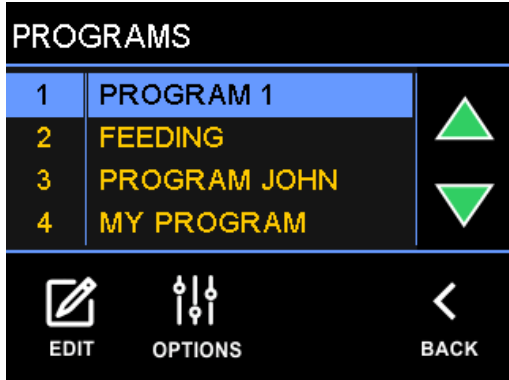 PROGRAMS
1 PROGRAM 1
2 FEEDING
3 PROGRAM JOHN
4 MY PROGRAM
EDIT OPTIONS BACK